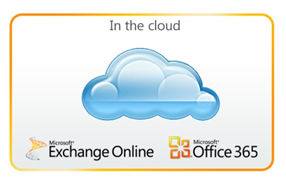 In the cloud
Microsoft®
Exchange Online
Microsoft®
Office 365